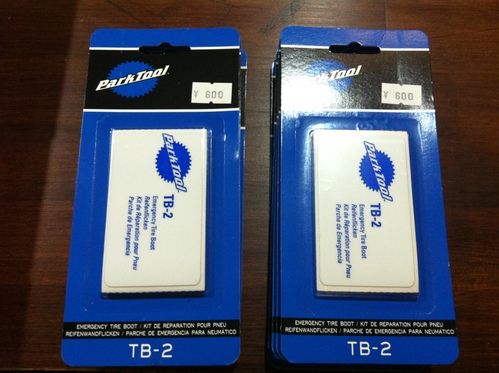 ParkTool
¥ 600
ParkTool
TB-2
Emergency Tire Boot
Reifenflicken
Kit de Réparation pour Pneu
Parche de Emergencia
EMERGENCY TIRE BOOT / KIT DE REPARATION POUR PNEU
REIFENWANDFLICKEN / PARCHE DE EMERGENCIA PARA NEUMATICO
TB-2
ParkTool
¥ 600
ParkTool
TB-2
Emergency Tire Boot
Reifenflicken
Kit de Réparation pour Pneu
Parche de Emergencia
EMERGENCY TIRE BOOT / KIT DE REPARATION POUR PNEU
REIFENWANDFLICKEN / PARCHE DE EMERGENCIA PARA NEUMATICO
TB-2